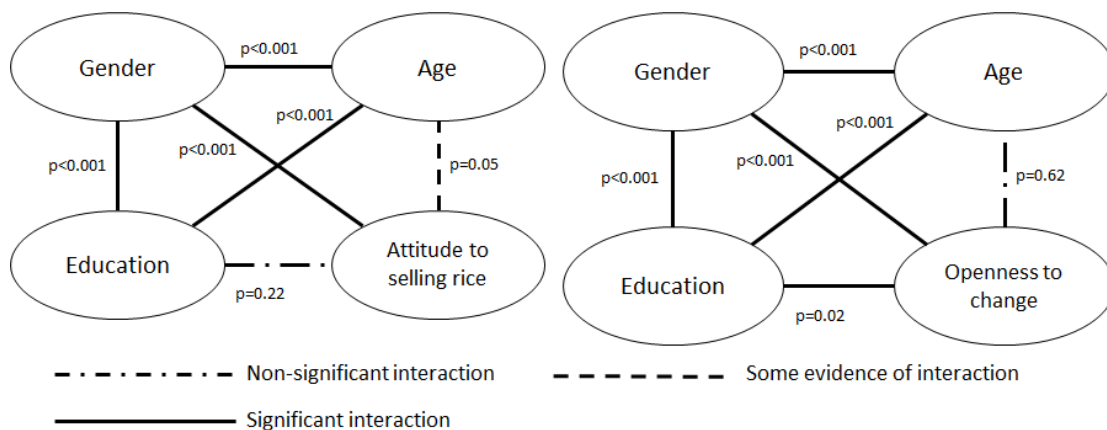 Gender
p<0.001
Age
p<0.001
p<0.001
p<0.001
p=0.05
Education
p=0.22
Attitude to
selling rice
Gender
p<0.001
Age
p<0.001
p<0.001
p<0.001
p=0.62
Education
p=0.02
Openness to
change
Non-significant interaction
Some evidence of interaction
Significant interaction